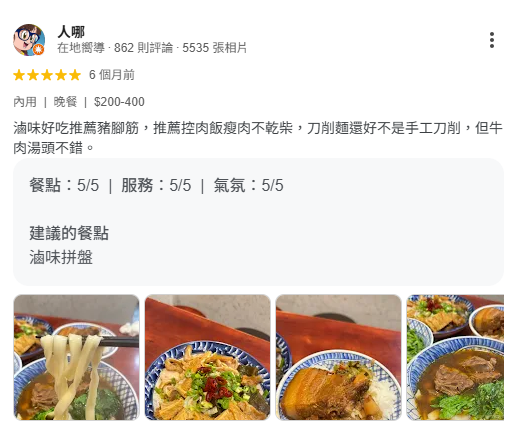 人哪
在地嚮導 · 862 則評論 · 5535 張相片
6 個月前
內用 | 晚餐 | $200-400
滷味好吃推薦豬腳筋，推薦控肉飯瘦肉不乾柴，刀削麵還好不是手工刀削，但牛
肉湯頭不錯。
餐點：5/5 | 服務：5/5 | 氣氛：5/5
建議的餐點
滷味拼盤